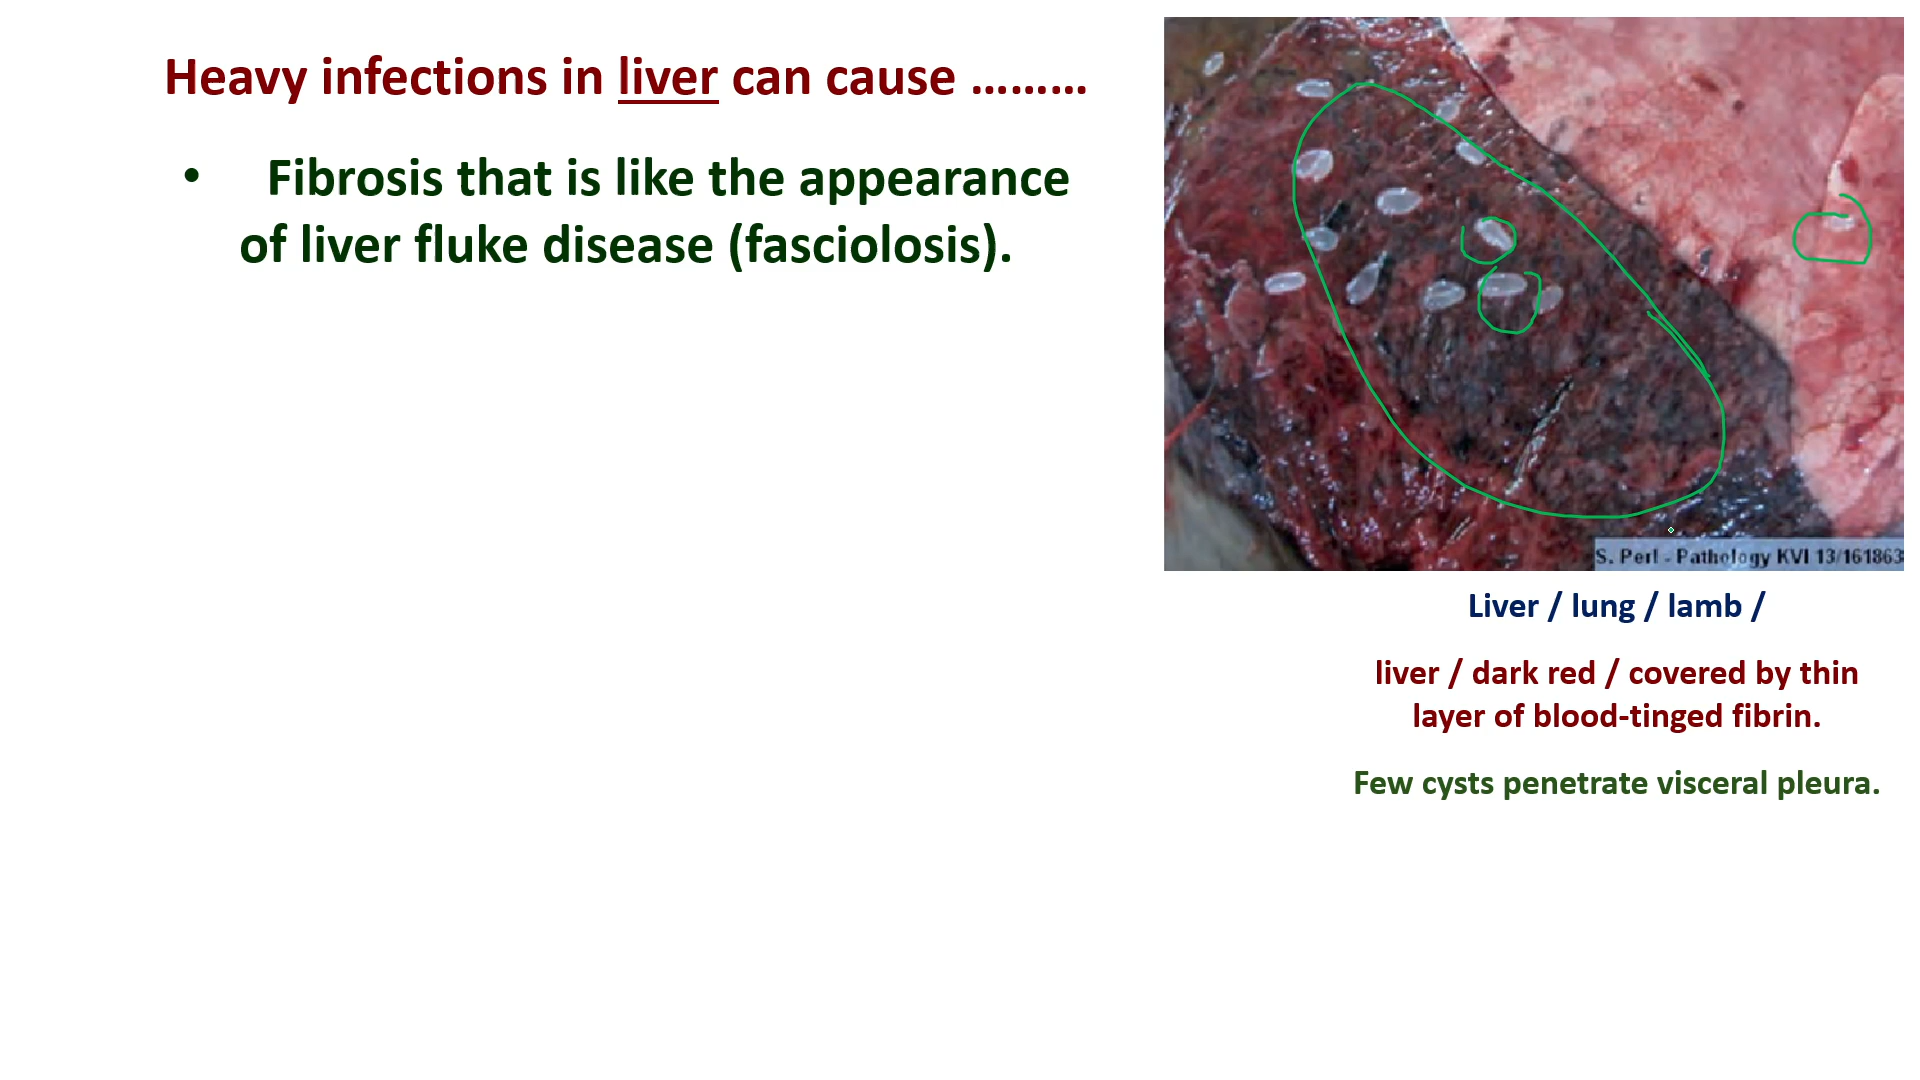 Heavy infections in liver can cause ………
• Fibrosis that is like the appearance
of liver fluke disease (fasciolosis).
S. Perl - Pathology KVI 13/161863
Liver / lung / lamb /
liver / dark red / covered by thin
layer of blood-tinged fibrin.
Few cysts penetrate visceral pleura.